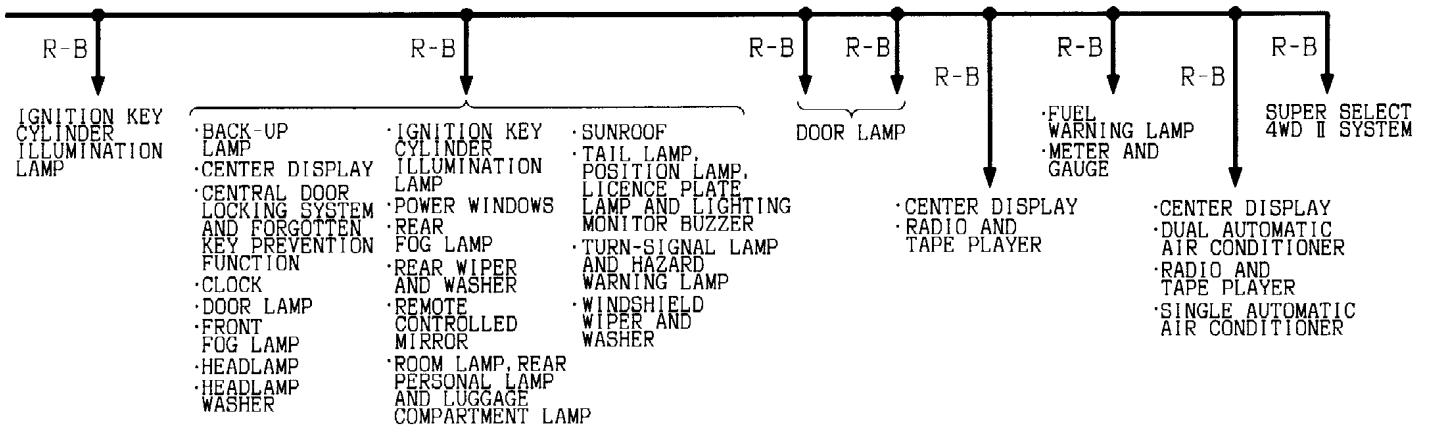 R-B
R-B
R-B
R-B
R-B
R-B
R-B
R-B
IGNITION KEY
CYLINDER
ILLUMINATION
LAMP
·BACK-UP
LAMP
·CENTER DISPLAY
·CENTRAL DOOR
LOCKING SYSTEM
AND FORGOTTEN
KEY PREVENTION
FUNCTION
·CLOCK
·DOOR LAMP
·FRONT
FOG LAMP
·HEADLAMP
·HEADLAMP
WASHER
·IGNITION KEY
CYLINDER
ILLUMINATION
LAMP
·POWER WINDOWS
·REAR
FOG LAMP
·REAR WIPER
AND WASHER
·REMOTE
CONTROLLED
MIRROR
·ROOM LAMP, REAR
PERSONAL LAMP
AND LUGGAGE
COMPARTMENT LAMP
·SUNROOF
·TAIL LAMP,
POSITION LAMP,
LICENCE PLATE
LAMP AND LIGHTING
MONITOR BUZZER
·TURN-SIGNAL LAMP
AND HAZARD
WARNING LAMP
·WINDSHIELD
WIPER AND
WASHER
DOOR LAMP
·CENTER DISPLAY
·RADIO AND
TAPE PLAYER
·FUEL
WARNING LAMP
·METER AND
GAUGE
·CENTER DISPLAY
·DUAL AUTOMATIC
AIR CONDITIONER
·RADIO AND
TAPE PLAYER
·SINGLE AUTOMATIC
AIR CONDITIONER
SUPER SELECT
4WD Ⅱ SYSTEM